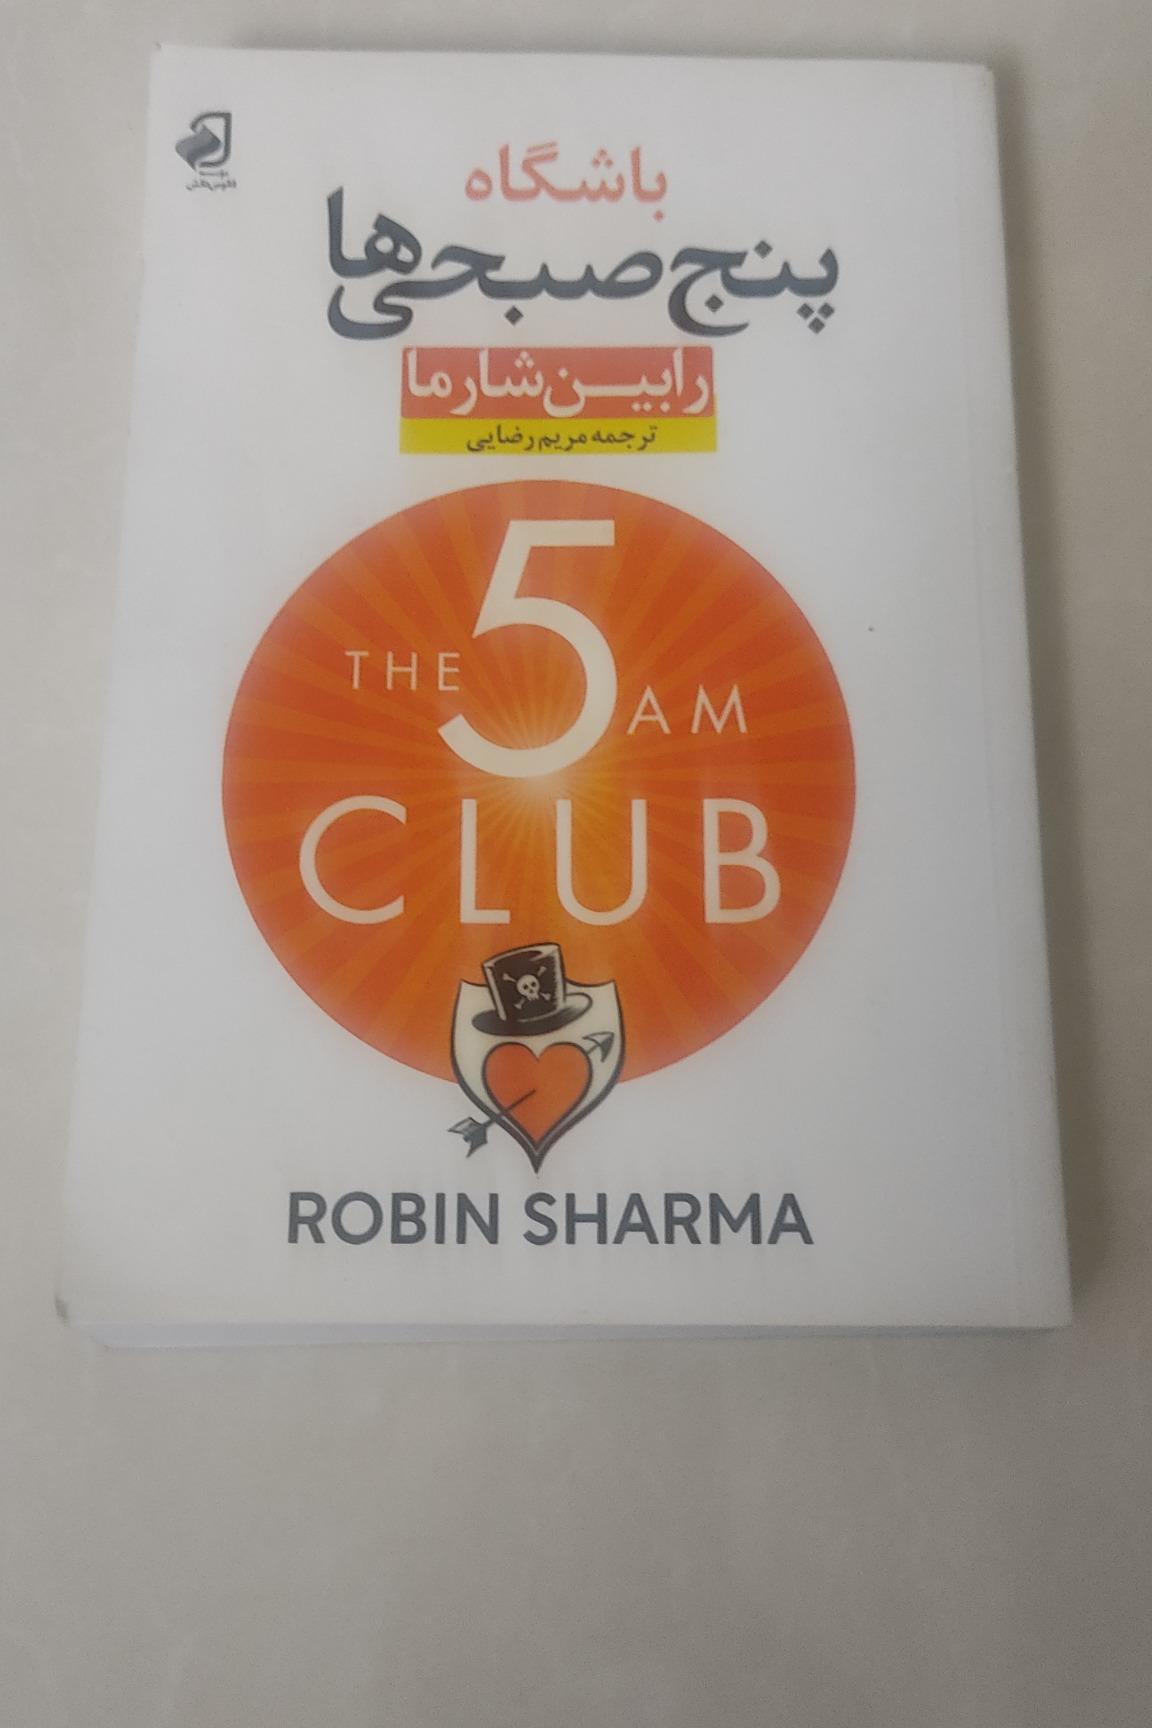 باشگاه
پنج صبحی‌ها
رابین شارما
ترجمه مریم رضایی
THE 5 AM
CLUB
ROBIN SHARMA